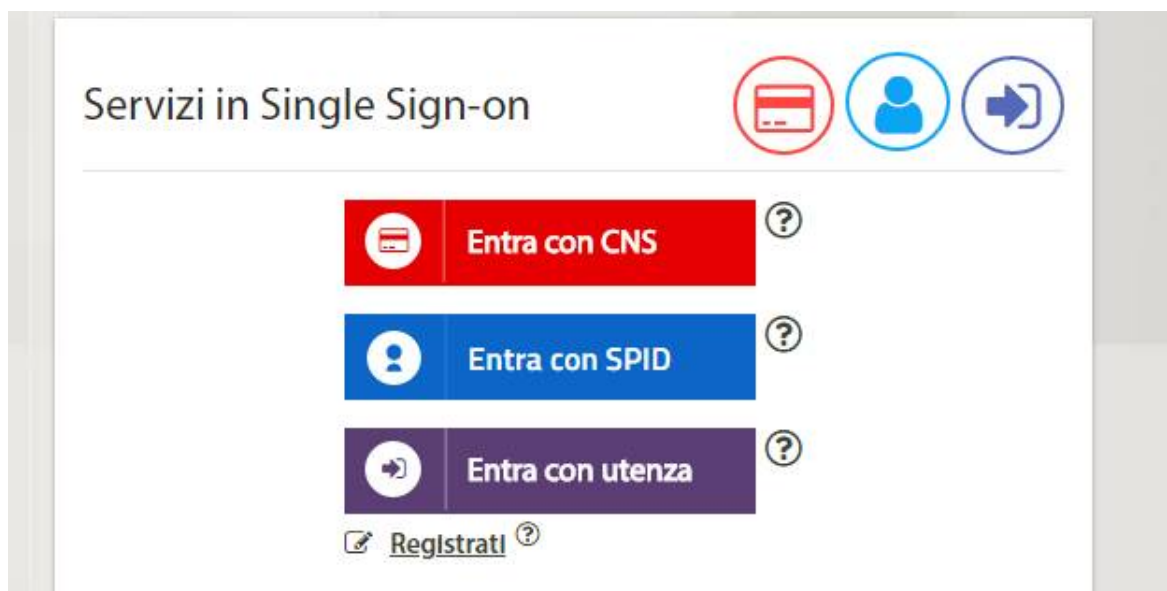 Servizi in Single Sign-on
Entra con CNS
?
Entra con SPID
?
Entra con utenza
?
Registrati ?